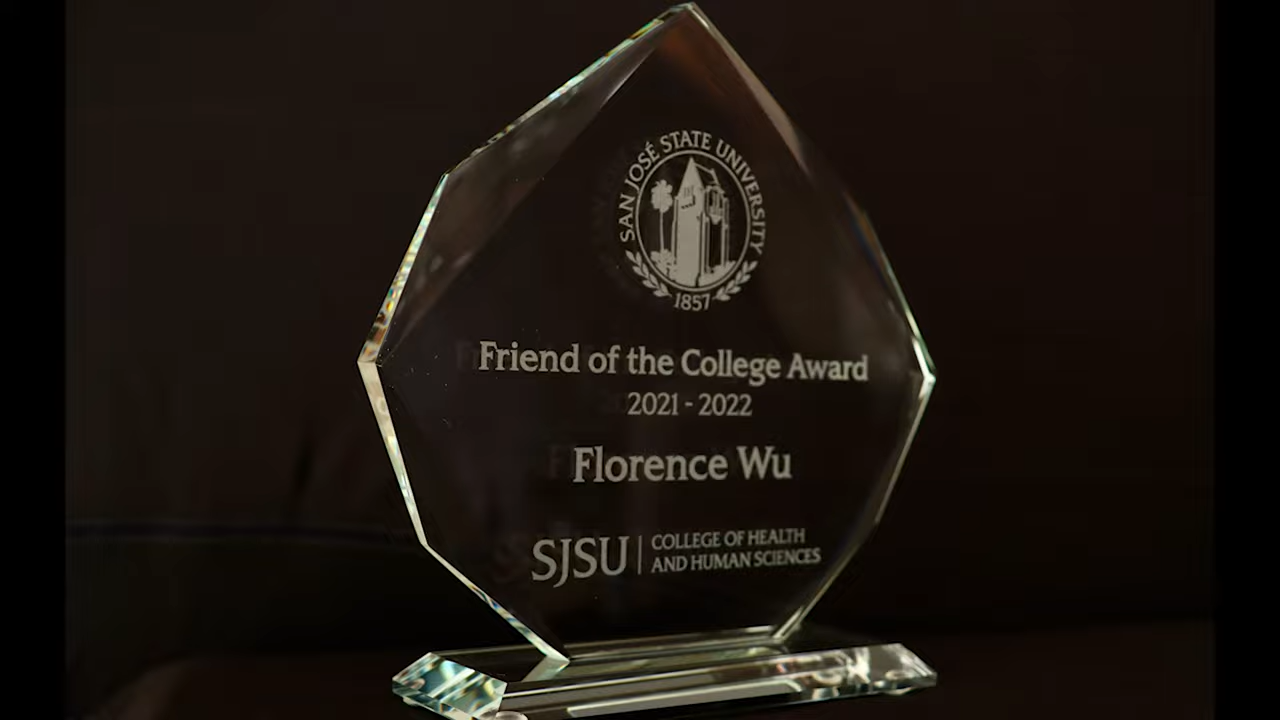 SAN JOSÉ STATE UNIVERSITY
1857
Friend of the College Award
2021 - 2022
Florence Wu
SJSU
COLLEGE OF HEALTH
AND HUMAN SCIENCES